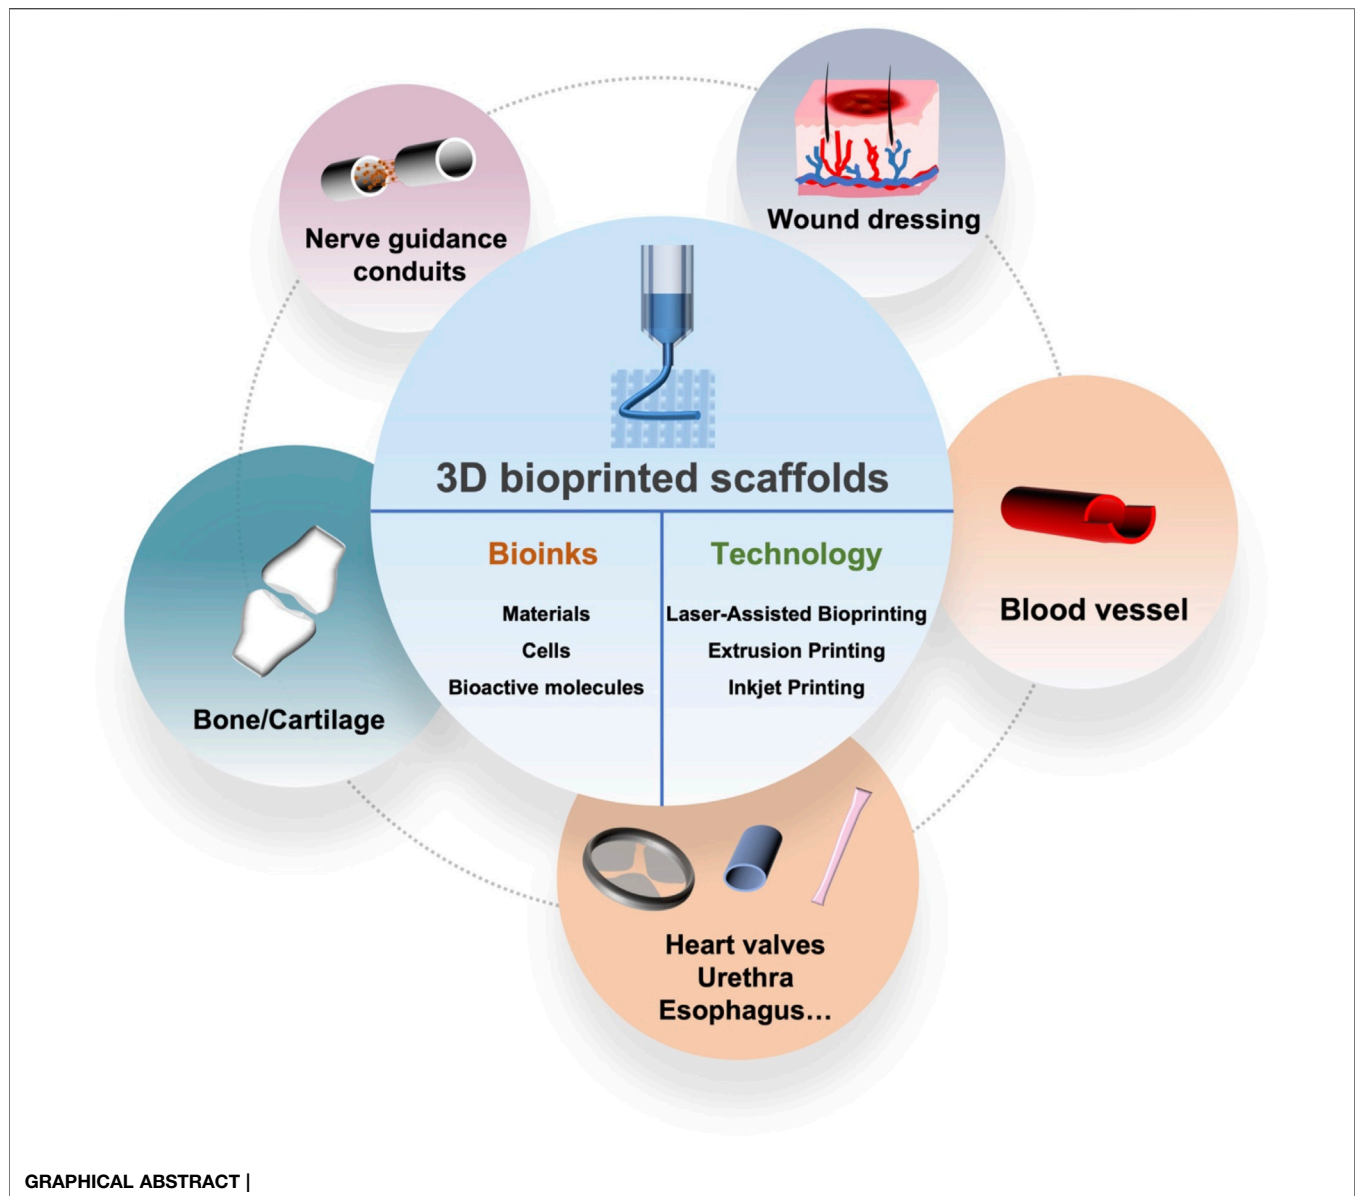 Nerve guidance
conduits
Wound dressing
3D bioprinted scaffolds
Bioinks
Materials
Cells
Bioactive molecules
Technology
Laser-Assisted Bioprinting
Extrusion Printing
Inkjet Printing
Blood vessel
Bone/Cartilage
Heart valves
Urethra
Esophagus…
GRAPHICAL ABSTRACT |